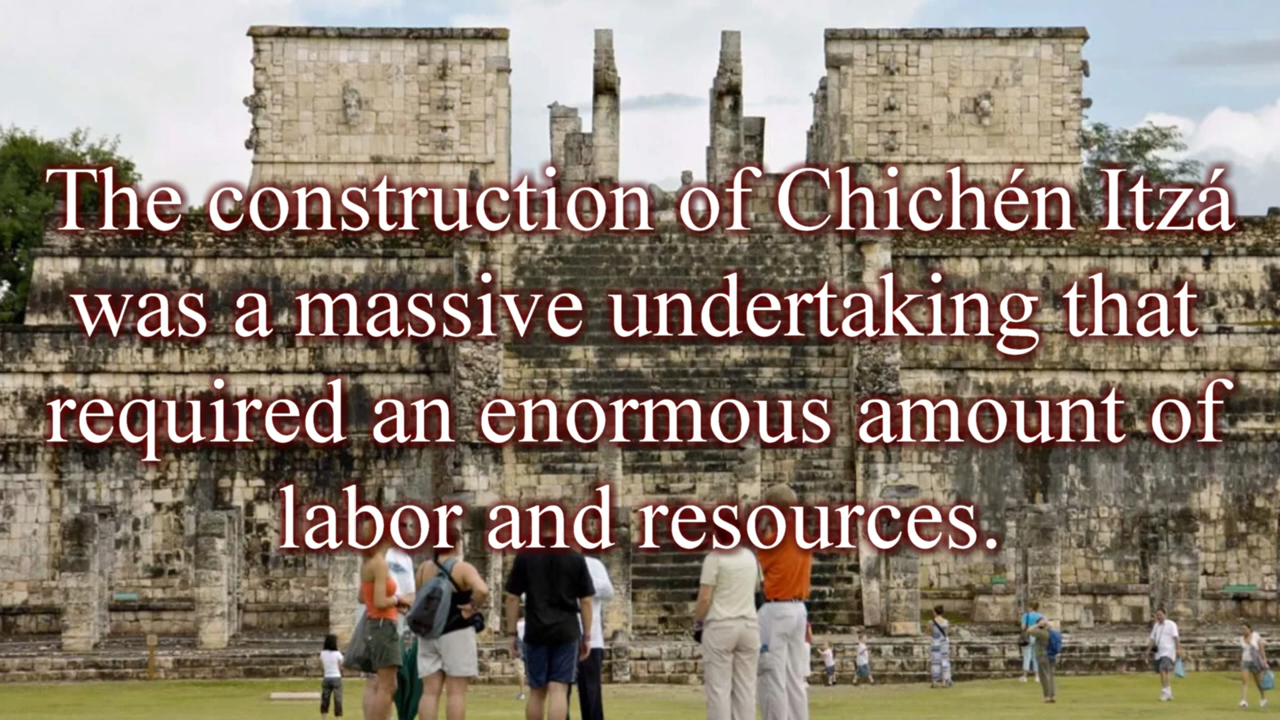 The construction of Chichén Itzá
was a massive undertaking that
required an enormous amount of
labor and resources.